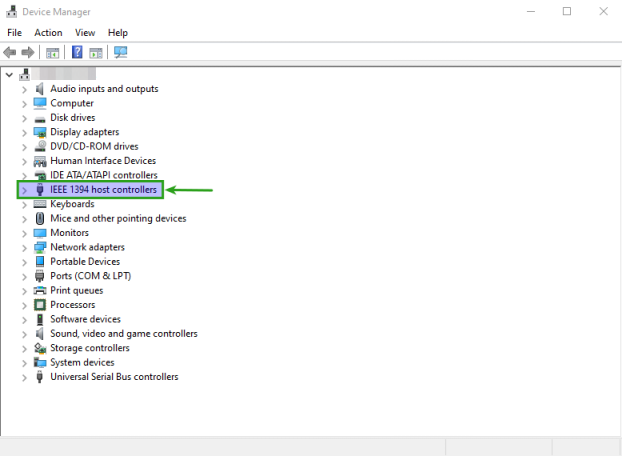 Device Manager
File Action View Help
Audio inputs and outputs
Computer
Disk drives
Display adapters
DVD/CD-ROM drives
Human Interface Devices
IDE ATA/ATAPI controllers
IEEE 1394 host controllers
Keyboards
Mice and other pointing devices
Monitors
Network adapters
Portable Devices
Ports (COM & LPT)
Print queues
Processors
Software devices
Sound, video and game controllers
Storage controllers
System devices
Universal Serial Bus controllers